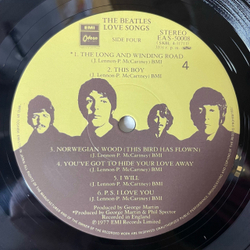 THE BEATLES
LOVE SONGS
EMI
Odeon
SIDE FOUR
STEREO
EAS-50008
4
*1. THE LONG AND WINDING ROAD
(J. Lennon-P. McCartney) BMI
2. THIS BOY
(J. Lennon-P. McCartney) BMI
3. NORWEGIAN WOOD (THIS BIRD HAS FLOWN)
(J. Lennon-P. McCartney) BMI
4. YOU'VE GOT TO HIDE YOUR LOVE AWAY
(J. Lennon-P. McCartney) BMI
5. I WILL
(J. Lennon-P. McCartney) BMI
6. P.S. I LOVE YOU
(J. Lennon-P. McCartney) BMI
Produced by George Martin
*Produced by George Martin & Phil Spector
Recorded in England
℗ 1977 EMI Records Limited